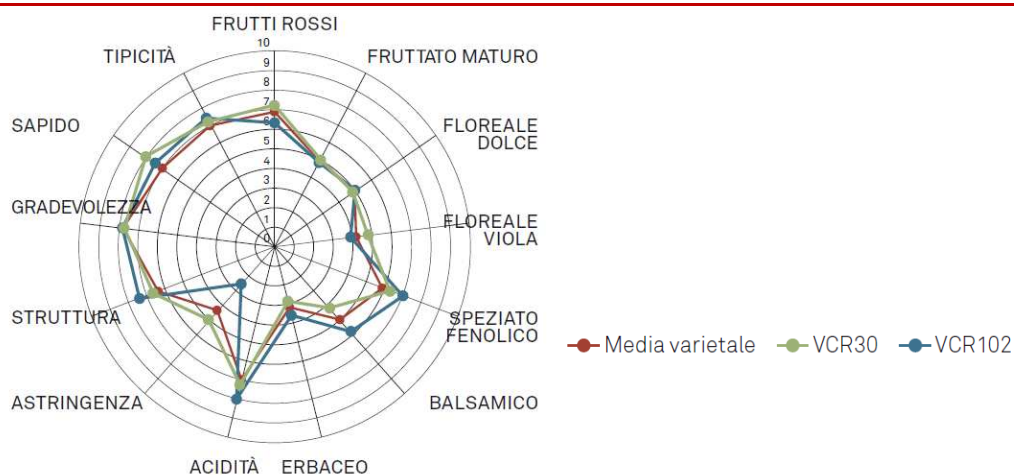 FRUTTI ROSSI
10
9
8
7
6
5
4
3
2
1
0
FRUTTATO MATURO
FLOREALE
DOLCE
FLOREALE
VIOLA
SPEZIATO
FENOLICO
BALSAMICO
ERBACEO
ACIDITÀ
ASTRINGENZA
STRUTTURA
GRADEVOLEZZA
SAPIDO
TIPICITÀ
Media varietale
VCR30
VCR102